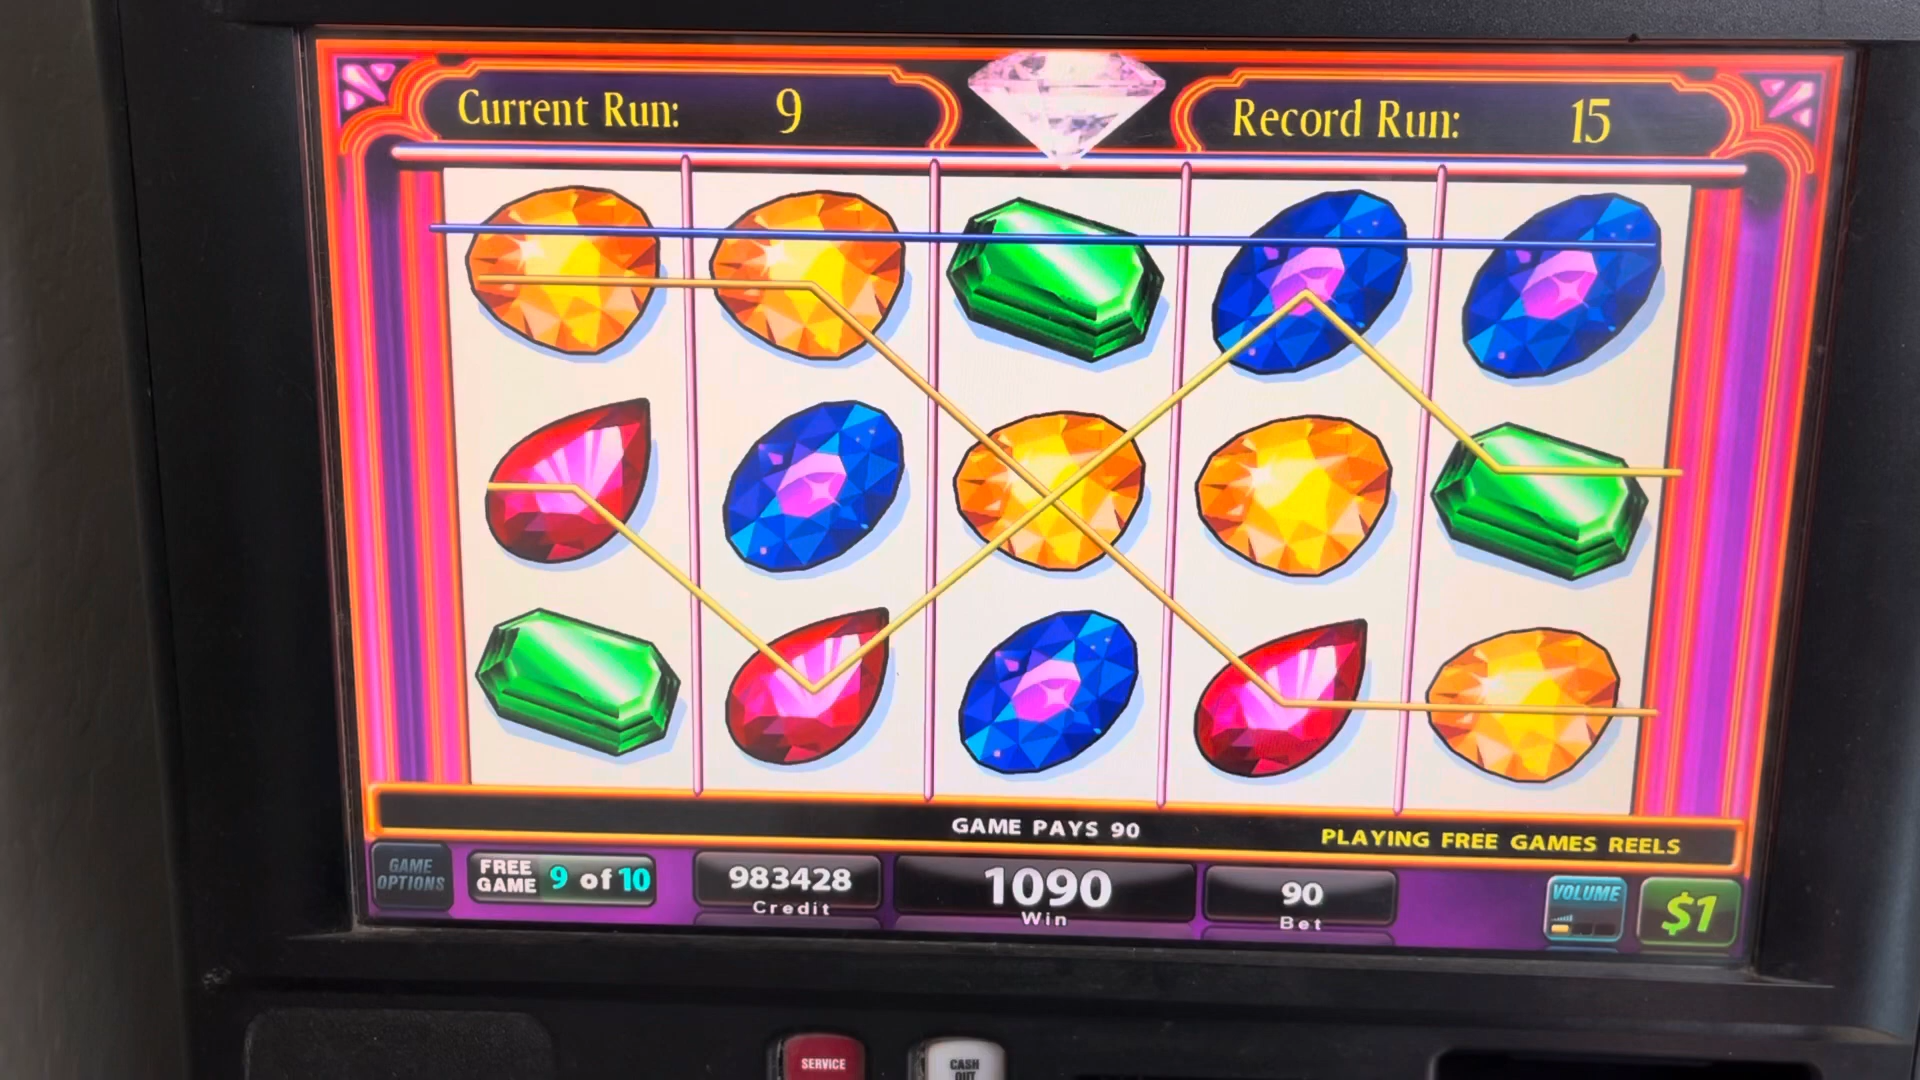 Current Run: 9
Record Run: 15
GAME PAYS 90
PLAYING FREE GAMES REELS
GAME OPTIONS
FREE GAME 9 of 10
983428
Credit
1090
Win
90
Bet
VOLUME
$1
SERVICE
CASH
OUT